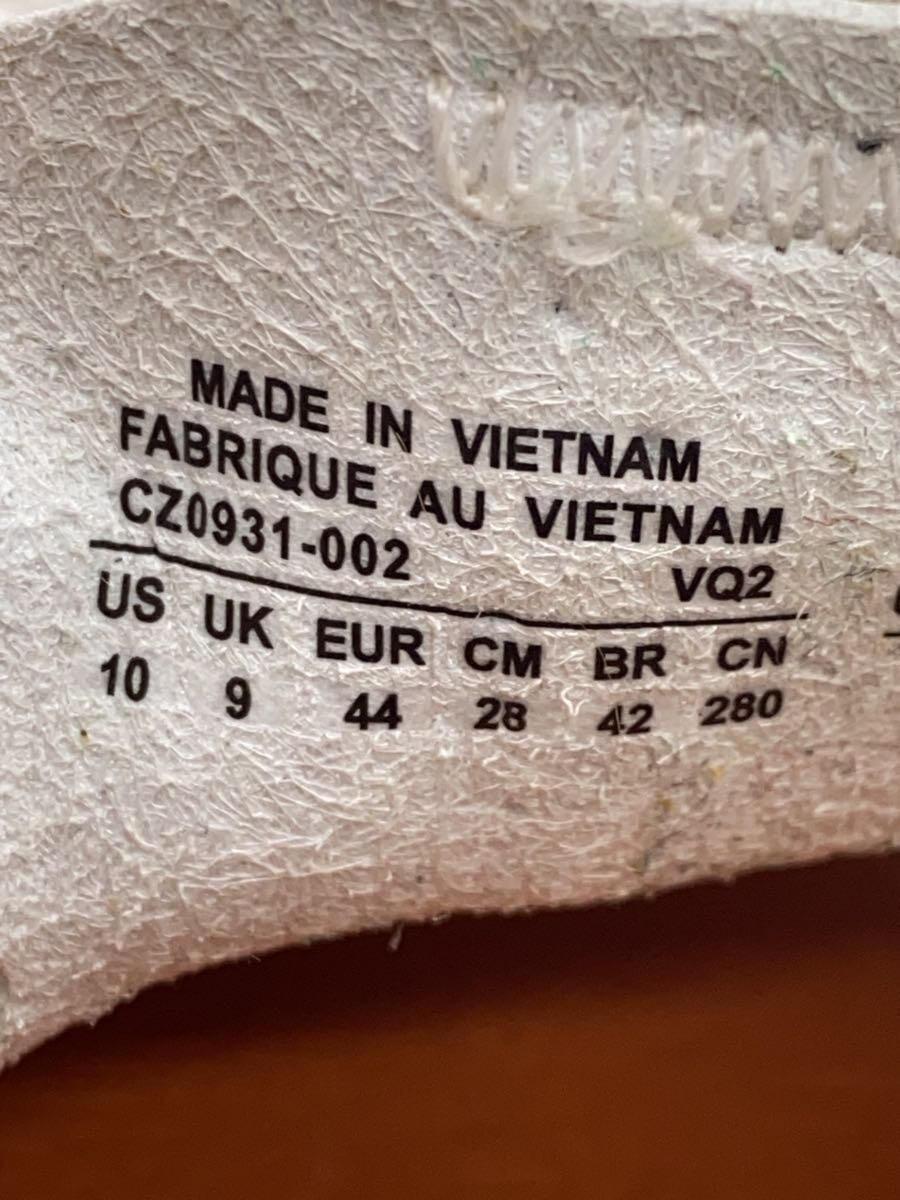 MADE IN VIETNAM
FABRIQUE AU VIETNAM
CZ0931-002 VQ2
US UK EUR CM BR CN
10 9 44 28 42 280